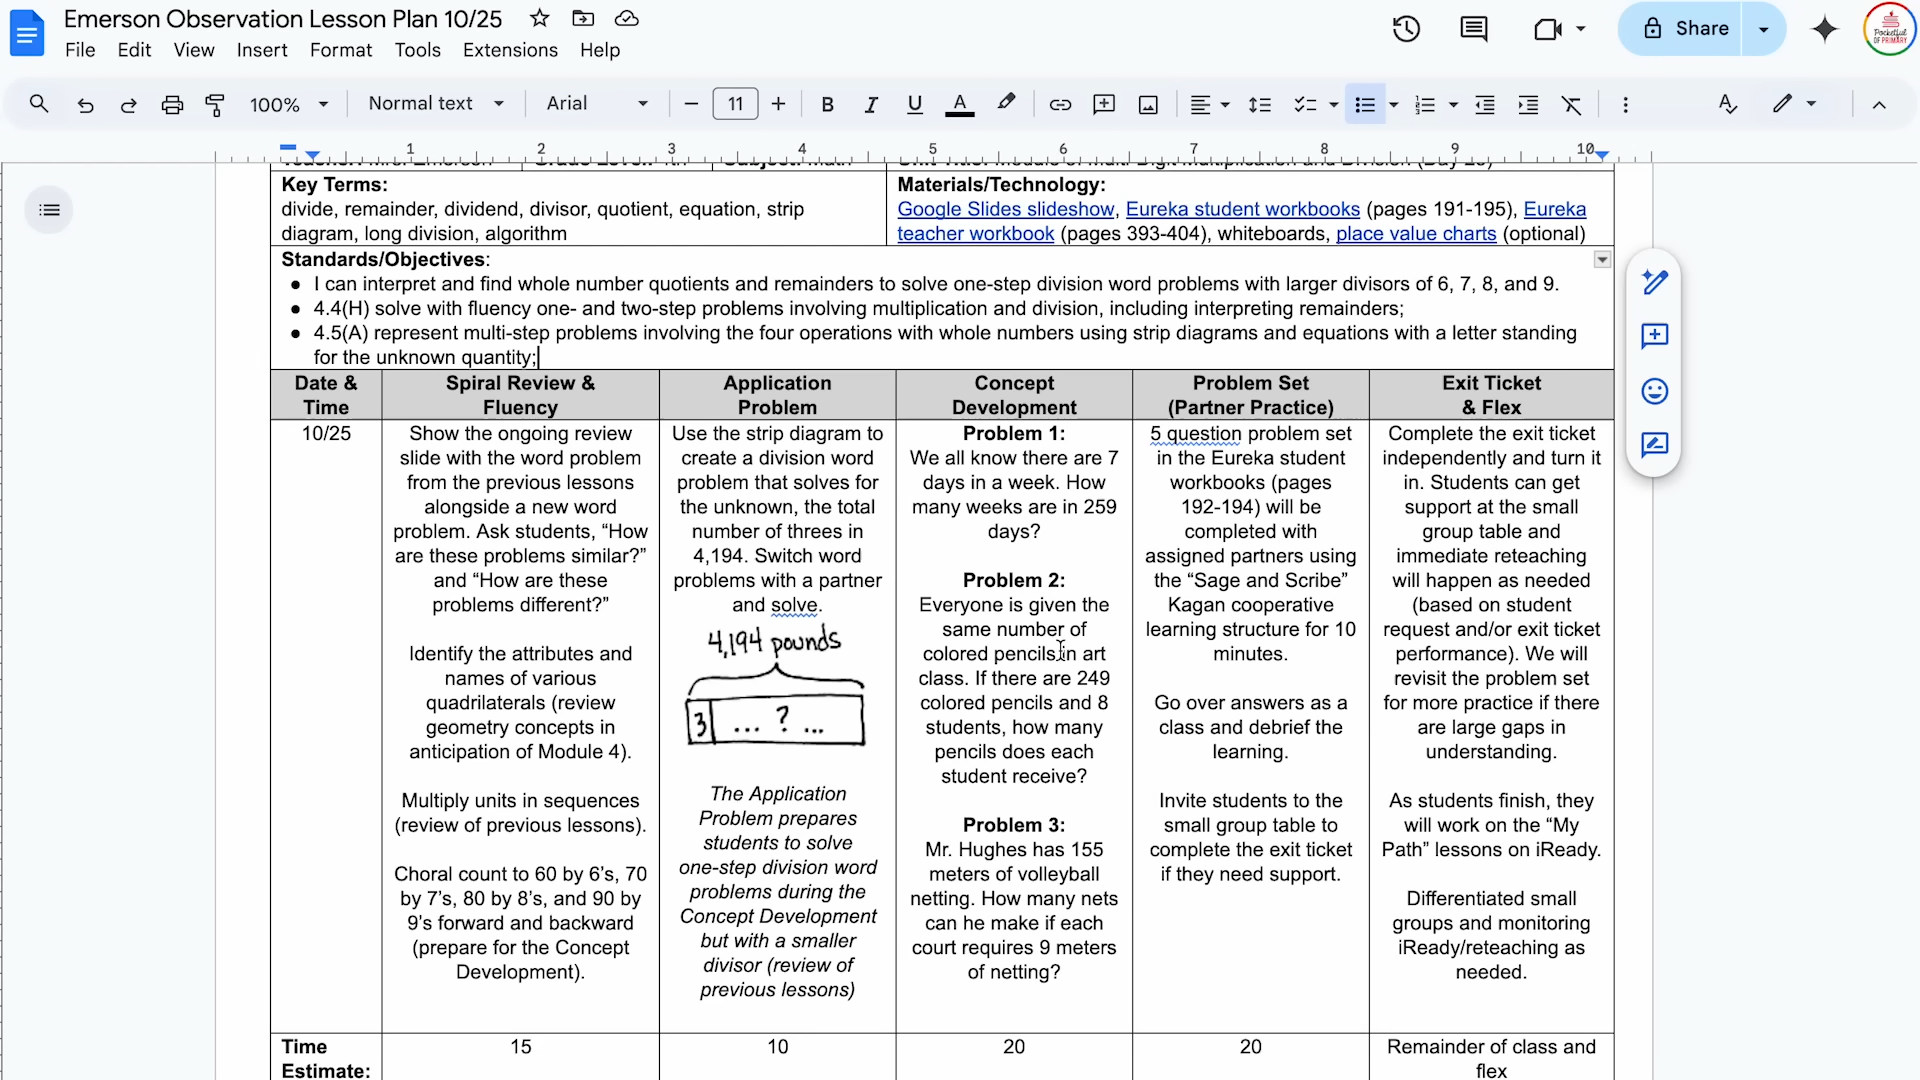 Emerson Observation Lesson Plan 10/25
File Edit View Insert Format Tools Extensions Help
Share
Pocketful
OF PRIMARY
100% Normal text Arial 11 B I U A
1 2 3 4 5 6 7 8 9 10
Key Terms:
divide, remainder, dividend, divisor, quotient, equation, strip
diagram, long division, algorithm
Materials/Technology:
Google Slides slideshow, Eureka student workbooks (pages 191-195), Eureka
teacher workbook (pages 393-404), whiteboards, place value charts (optional)
Standards/Objectives:
● I can interpret and find whole number quotients and remainders to solve one-step division word problems with larger divisors of 6, 7, 8, and 9.
● 4.4(H) solve with fluency one- and two-step problems involving multiplication and division, including interpreting remainders;
● 4.5(A) represent multi-step problems involving the four operations with whole numbers using strip diagrams and equations with a letter standing
for the unknown quantity;
Date &
Time
Spiral Review &
Fluency
Application
Problem
Concept
Development
Problem Set
(Partner Practice)
Exit Ticket
& Flex
10/25
Show the ongoing review
slide with the word problem
from the previous lessons
alongside a new word
problem. Ask students, “How
are these problems similar?”
and “How are these
problems different?”
Identify the attributes and
names of various
quadrilaterals (review
geometry concepts in
anticipation of Module 4).
Multiply units in sequences
(review of previous lessons).
Choral count to 60 by 6’s, 70
by 7’s, 80 by 8’s, and 90 by
9’s forward and backward
(prepare for the Concept
Development).
Use the strip diagram to
create a division word
problem that solves for
the unknown, the total
number of threes in
4,194. Switch word
problems with a partner
and solve.
4,194 pounds
3 ... ? ...
The Application
Problem prepares
students to solve
one-step division word
problems during the
Concept Development
but with a smaller
divisor (review of
previous lessons)
Problem 1:
We all know there are 7
days in a week. How
many weeks are in 259
days?
Problem 2:
Everyone is given the
same number of
colored pencils in art
class. If there are 249
colored pencils and 8
students, how many
pencils does each
student receive?
Problem 3:
Mr. Hughes has 155
meters of volleyball
netting. How many nets
can he make if each
court requires 9 meters
of netting?
5 question problem set
in the Eureka student
workbooks (pages
192-194) will be
completed with
assigned partners using
the “Sage and Scribe”
Kagan cooperative
learning structure for 10
minutes.
Go over answers as a
class and debrief the
learning.
Invite students to the
small group table to
complete the exit ticket
if they need support.
Complete the exit ticket
independently and turn it
in. Students can get
support at the small
group table and
immediate reteaching
will happen as needed
(based on student
request and/or exit ticket
performance). We will
revisit the problem set
for more practice if there
are large gaps in
understanding.
As students finish, they
will work on the “My
Path” lessons on iReady.
Differentiated small
groups and monitoring
iReady/reteaching as
needed.
Time
Estimate:
15
10
20
20
Remainder of class and
flex